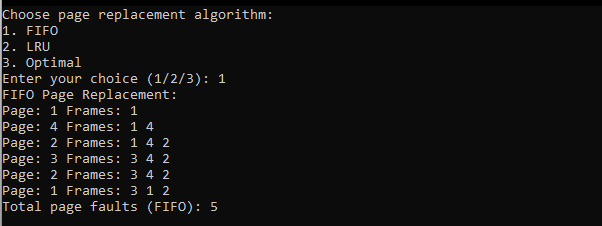 Choose page replacement algorithm:
1. FIFO
2. LRU
3. Optimal
Enter your choice (1/2/3): 1
FIFO Page Replacement:
Page: 1 Frames: 1
Page: 4 Frames: 1 4
Page: 2 Frames: 1 4 2
Page: 3 Frames: 3 4 2
Page: 2 Frames: 3 4 2
Page: 1 Frames: 3 1 2
Total page faults (FIFO): 5